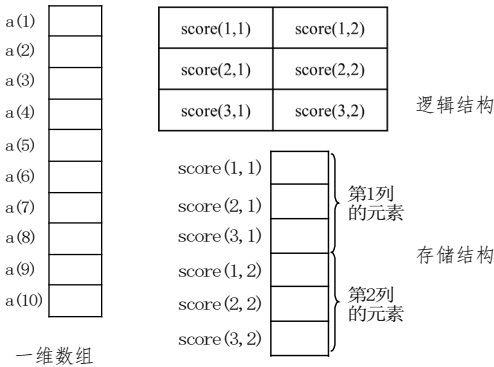 a(1)
a(2)
a(3)
a(4)
a(5)
a(6)
a(7)
a(8)
a(9)
a(10)
一维数组
score(1,1) score(1,2)
score(2,1) score(2,2)
score(3,1) score(3,2)
逻辑结构
score(1,1)
score(2,1)
score(3,1)
score(1,2)
score(2,2)
score(3,2)
第1列
的元素
第2列
的元素
存储结构